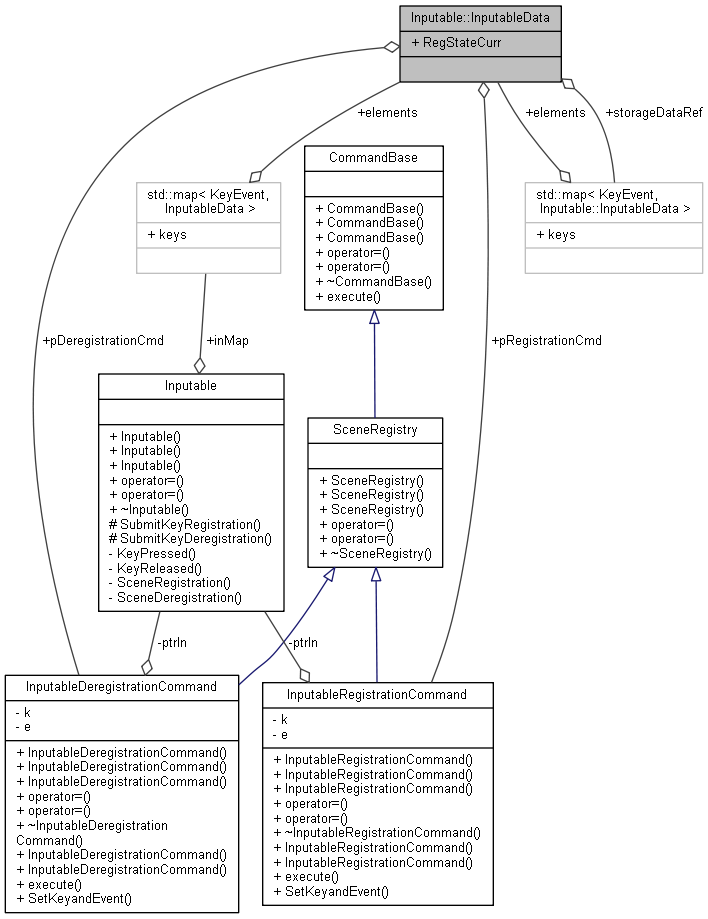 Inputable::InputableData
+ RegStateCurr
+elements
+elements
+storageDataRef
CommandBase
+ CommandBase()
+ CommandBase()
+ CommandBase()
+ operator=()
+ operator=()
+ ~CommandBase()
+ execute()
std::map< KeyEvent,
InputableData >
+ keys
std::map< KeyEvent,
Inputable::InputableData >
+ keys
+pDeregistrationCmd
+inMap
+pRegistrationCmd
Inputable
+ Inputable()
+ Inputable()
+ Inputable()
+ operator=()
+ operator=()
+ ~Inputable()
# SubmitKeyRegistration()
# SubmitKeyDeregistration()
- KeyPressed()
- KeyReleased()
- SceneRegistration()
- SceneDeregistration()
SceneRegistry
+ SceneRegistry()
+ SceneRegistry()
+ SceneRegistry()
+ operator=()
+ operator=()
+ ~SceneRegistry()
-ptrIn
-ptrIn
InputableDeregistrationCommand
- k
- e
+ InputableDeregistrationCommand()
+ InputableDeregistrationCommand()
+ InputableDeregistrationCommand()
+ operator=()
+ operator=()
+ ~InputableDeregistration
Command()
+ InputableDeregistrationCommand()
+ InputableDeregistrationCommand()
+ execute()
+ SetKeyandEvent()
InputableRegistrationCommand
- k
- e
+ InputableRegistrationCommand()
+ InputableRegistrationCommand()
+ InputableRegistrationCommand()
+ operator=()
+ operator=()
+ ~InputableRegistrationCommand()
+ InputableRegistrationCommand()
+ InputableRegistrationCommand()
+ execute()
+ SetKeyandEvent()